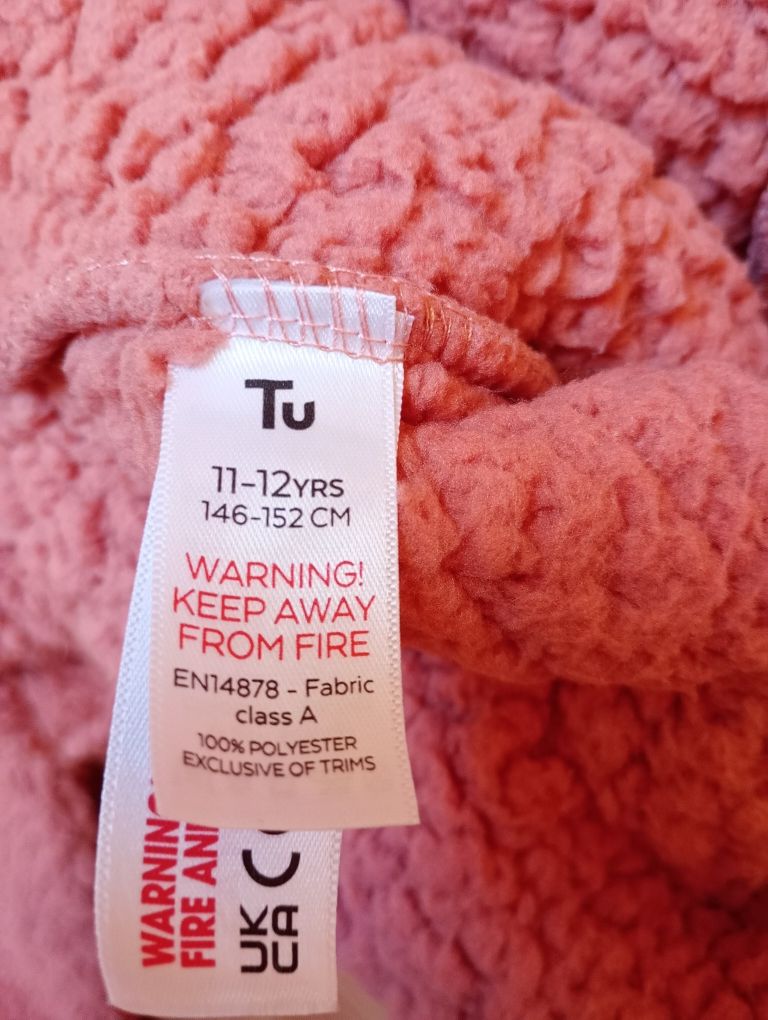 Tu
11-12YRS
146-152 CM
WARNING!
KEEP AWAY
FROM FIRE
EN14878 - Fabric
class A
100% POLYESTER
EXCLUSIVE OF TRIMS
FIRE
UK
CA